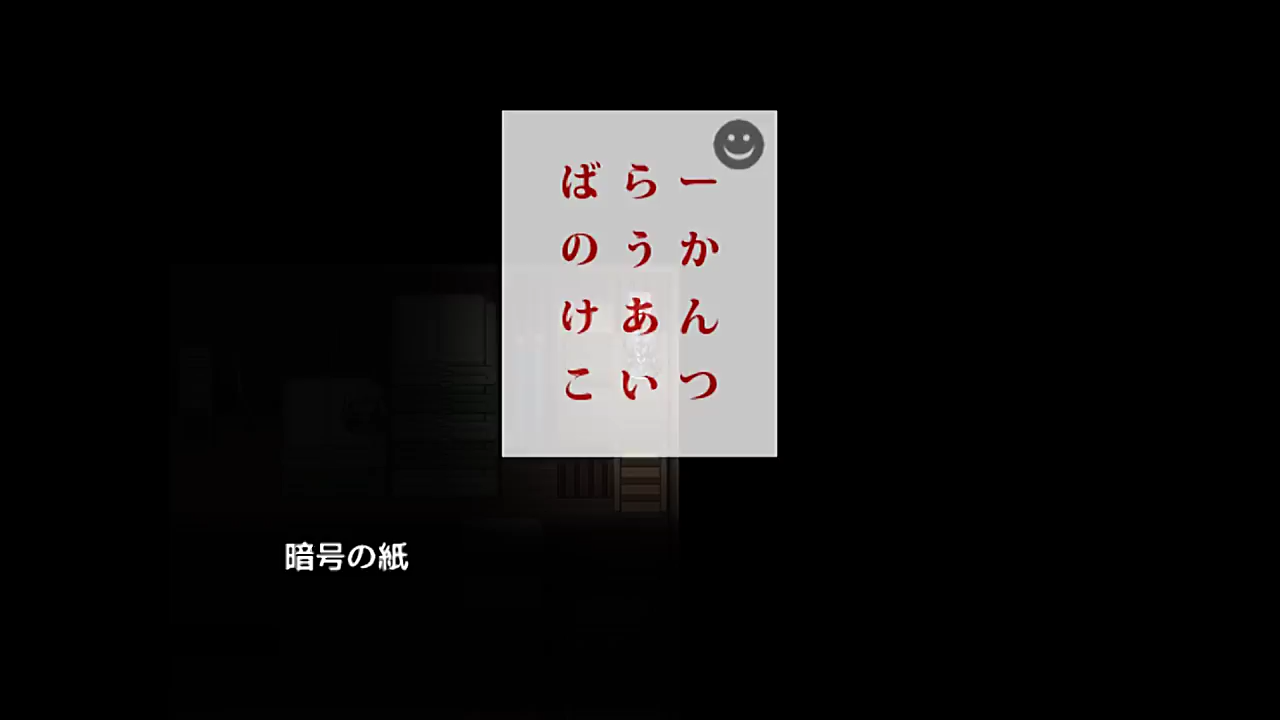 ばらー
のうか
けあん
こいつ
暗号の紙